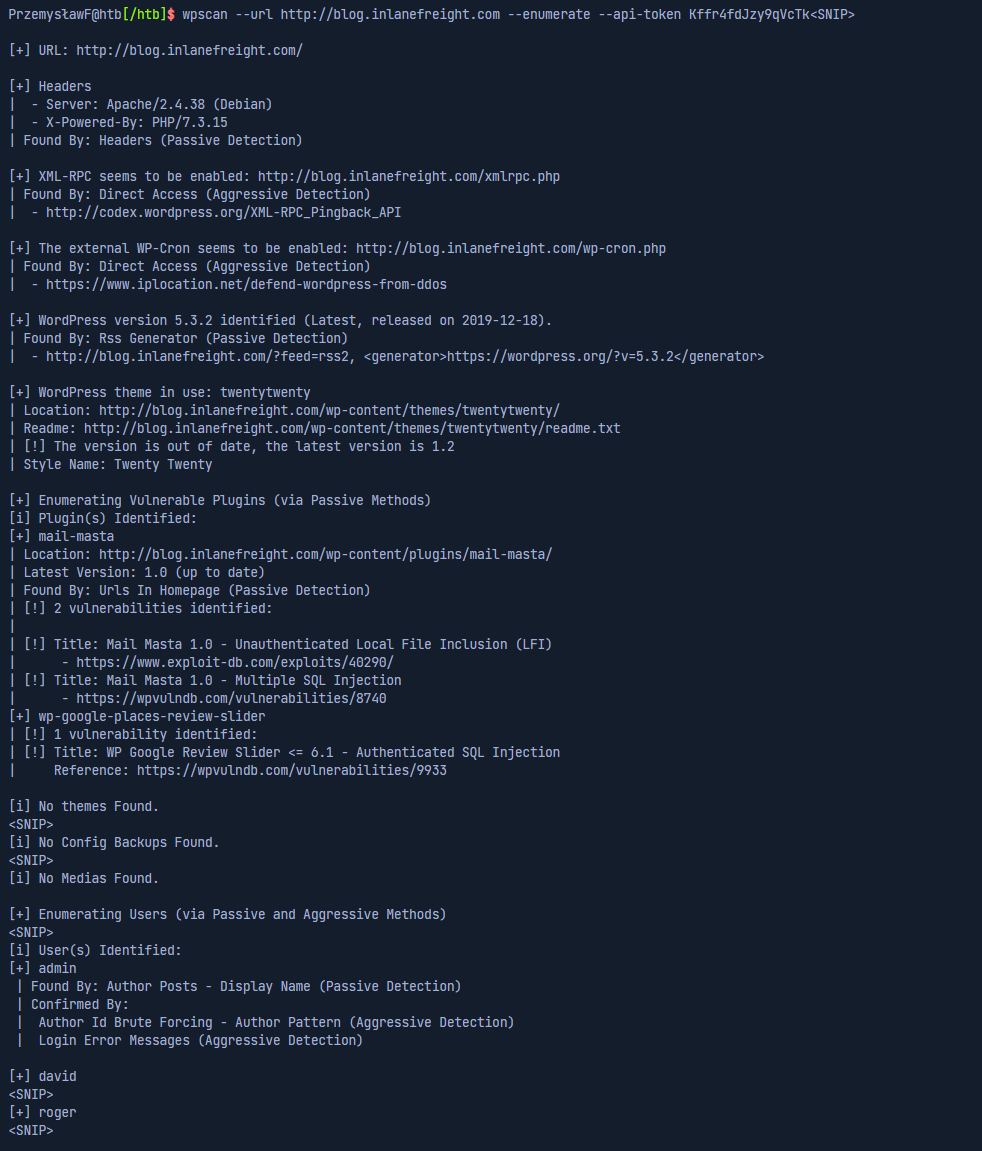 PrzemysławF@htb[/htb]$ wpscan --url http://blog.inlanefreight.com --enumerate --api-token Kffr4fdJzy9qVcTk<SNIP>

[+] URL: http://blog.inlanefreight.com/

[+] Headers
|  - Server: Apache/2.4.38 (Debian)
|  - X-Powered-By: PHP/7.3.15
| Found By: Headers (Passive Detection)

[+] XML-RPC seems to be enabled: http://blog.inlanefreight.com/xmlrpc.php
| Found By: Direct Access (Aggressive Detection)
|  - http://codex.wordpress.org/XML-RPC_Pingback_API

[+] The external WP-Cron seems to be enabled: http://blog.inlanefreight.com/wp-cron.php
| Found By: Direct Access (Aggressive Detection)
|  - https://www.iplocation.net/defend-wordpress-from-ddos

[+] WordPress version 5.3.2 identified (Latest, released on 2019-12-18).
| Found By: Rss Generator (Passive Detection)
|  - http://blog.inlanefreight.com/?feed=rss2, <generator>https://wordpress.org/?v=5.3.2</generator>

[+] WordPress theme in use: twentytwenty
| Location: http://blog.inlanefreight.com/wp-content/themes/twentytwenty/
| Readme: http://blog.inlanefreight.com/wp-content/themes/twentytwenty/readme.txt
| [!] The version is out of date, the latest version is 1.2
| Style Name: Twenty Twenty

[+] Enumerating Vulnerable Plugins (via Passive Methods)
[i] Plugin(s) Identified:
[+] mail-masta
| Location: http://blog.inlanefreight.com/wp-content/plugins/mail-masta/
| Latest Version: 1.0 (up to date)
| Found By: Urls In Homepage (Passive Detection)
| [!] 2 vulnerabilities identified:
|
| [!] Title: Mail Masta 1.0 - Unauthenticated Local File Inclusion (LFI)
|      - https://www.exploit-db.com/exploits/40290/
| [!] Title: Mail Masta 1.0 - Multiple SQL Injection
|      - https://wpvulndb.com/vulnerabilities/8740
[+] wp-google-places-review-slider
| [!] 1 vulnerability identified:
| [!] Title: WP Google Review Slider <= 6.1 - Authenticated SQL Injection
|     Reference: https://wpvulndb.com/vulnerabilities/9933

[i] No themes Found.
<SNIP>
[i] No Config Backups Found.
<SNIP>
[i] No Medias Found.

[+] Enumerating Users (via Passive and Aggressive Methods)
<SNIP>
[i] User(s) Identified:
[+] admin
 | Found By: Author Posts - Display Name (Passive Detection)
 | Confirmed By:
 |  Author Id Brute Forcing - Author Pattern (Aggressive Detection)
 |  Login Error Messages (Aggressive Detection)

[+] david
<SNIP>
[+] roger
<SNIP>